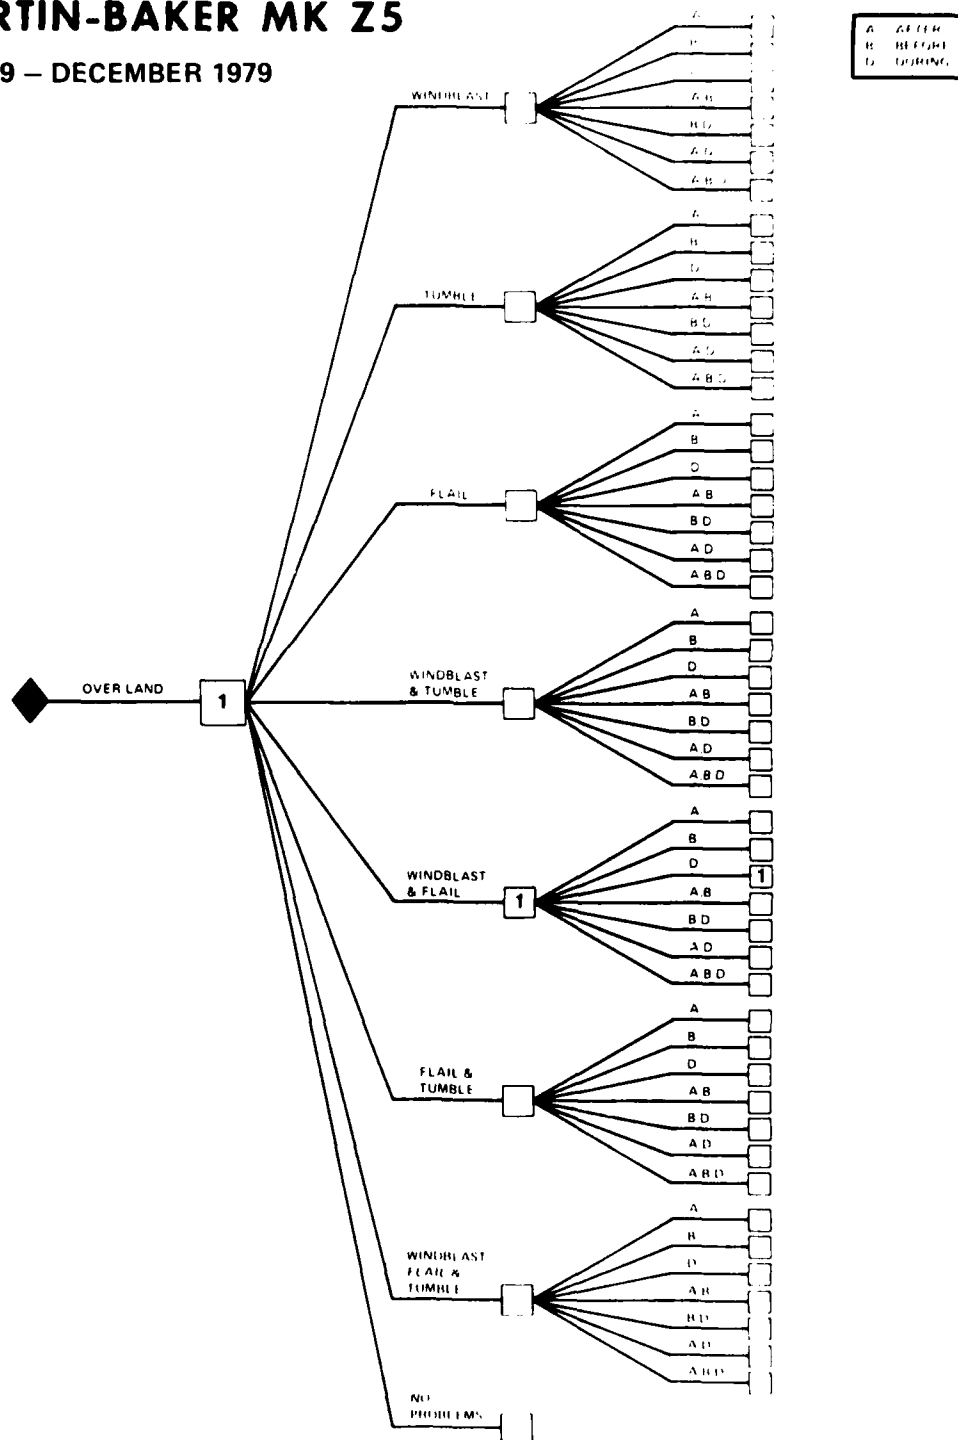 RTIN-BAKER MK Z5
9 – DECEMBER 1979
A AFTER
B BEFORE
D DURING
OVER LAND
1
WINDBLAST
A
A B
B D
A D
A B D
TUMBLE
A
B
D
A B
B D
A D
A B D
FLAIL
A
B
D
A B
B D
A D
A B D
WINDBLAST
& TUMBLE
A
B
D
A B
B D
A D
A B D
WINDBLAST
& FLAIL
1
A
B
D
1
A B
B D
A D
A B D
FLAIL &
TUMBLE
A
B
D
A B
B D
A D
A B D
WINDBLAST
FLAIL &
TUMBLE
A
B
D
A B
B D
A D
A B D
NO
PROBLEMS